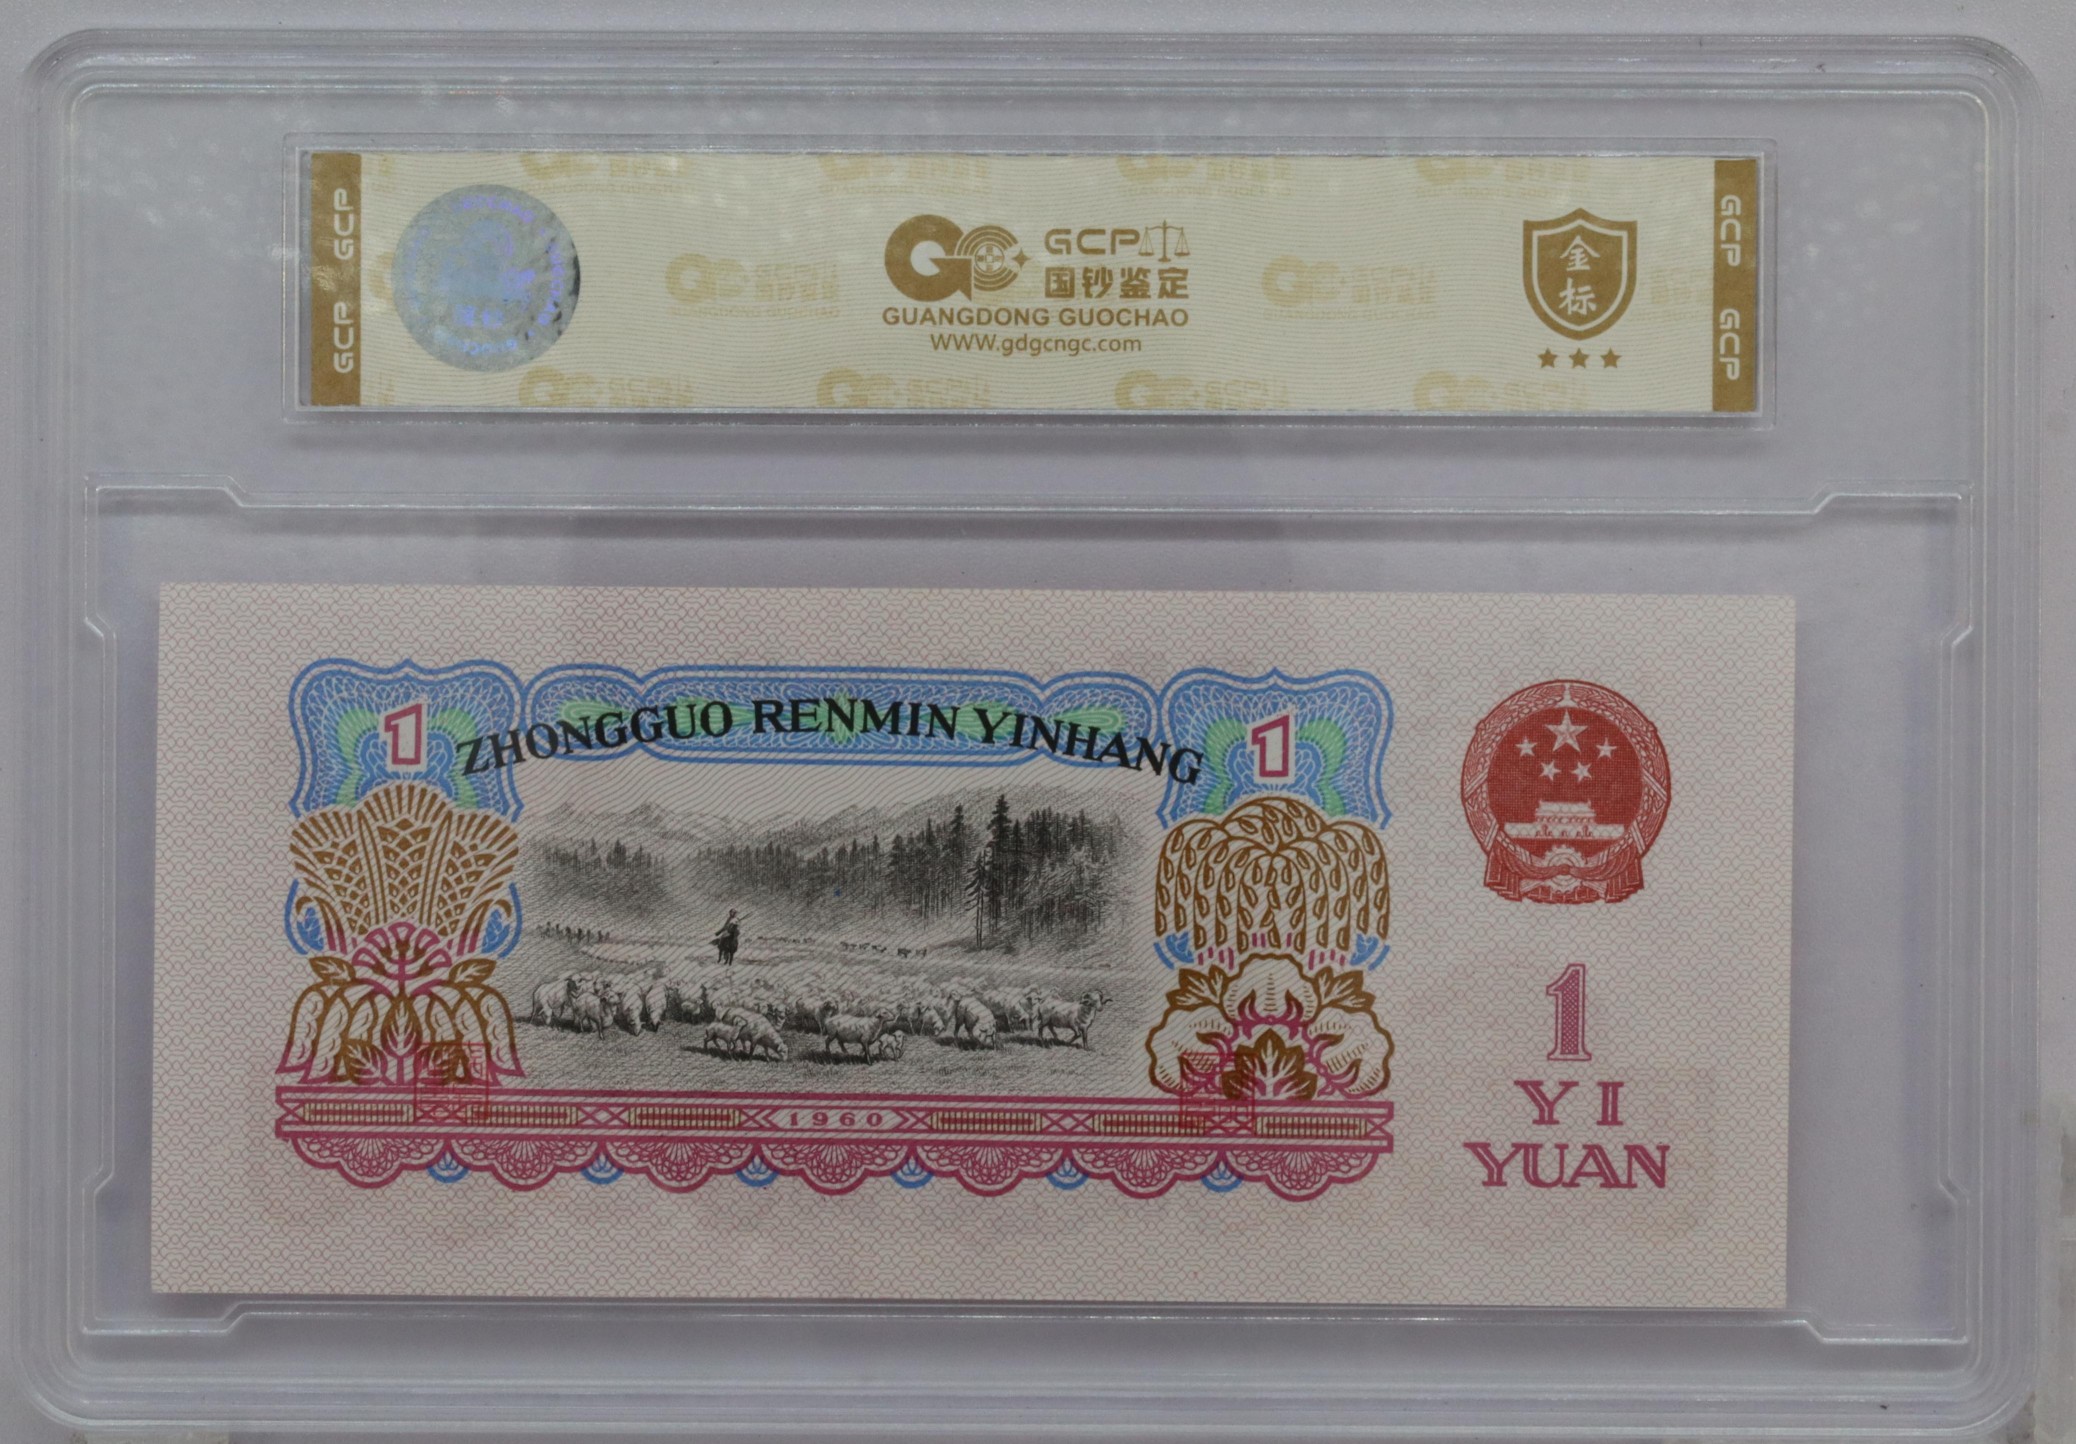 GCP GCP
GCP
国钞鉴定
GUANGDONG GUOCHAO
WWW.gdgcngc.com
金标
GCP GCP
1 ZHONGGUO RENMIN YINHANG 1
1960
1
YI
YUAN